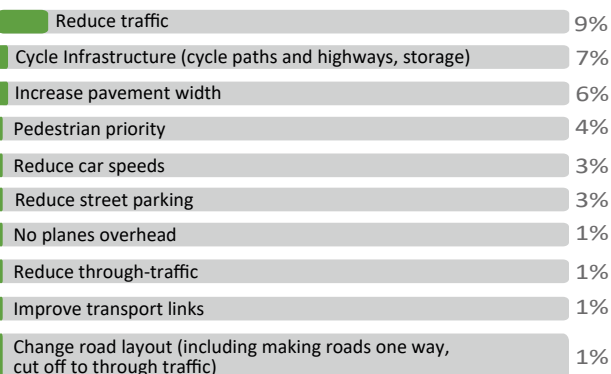 Reduce traffic 9%
Cycle Infrastructure (cycle paths and highways, storage) 7%
Increase pavement width 6%
Pedestrian priority 4%
Reduce car speeds 3%
Reduce street parking 3%
No planes overhead 1%
Reduce through-traffic 1%
Improve transport links 1%
Change road layout (including making roads one way,
cut off to through traffic) 1%